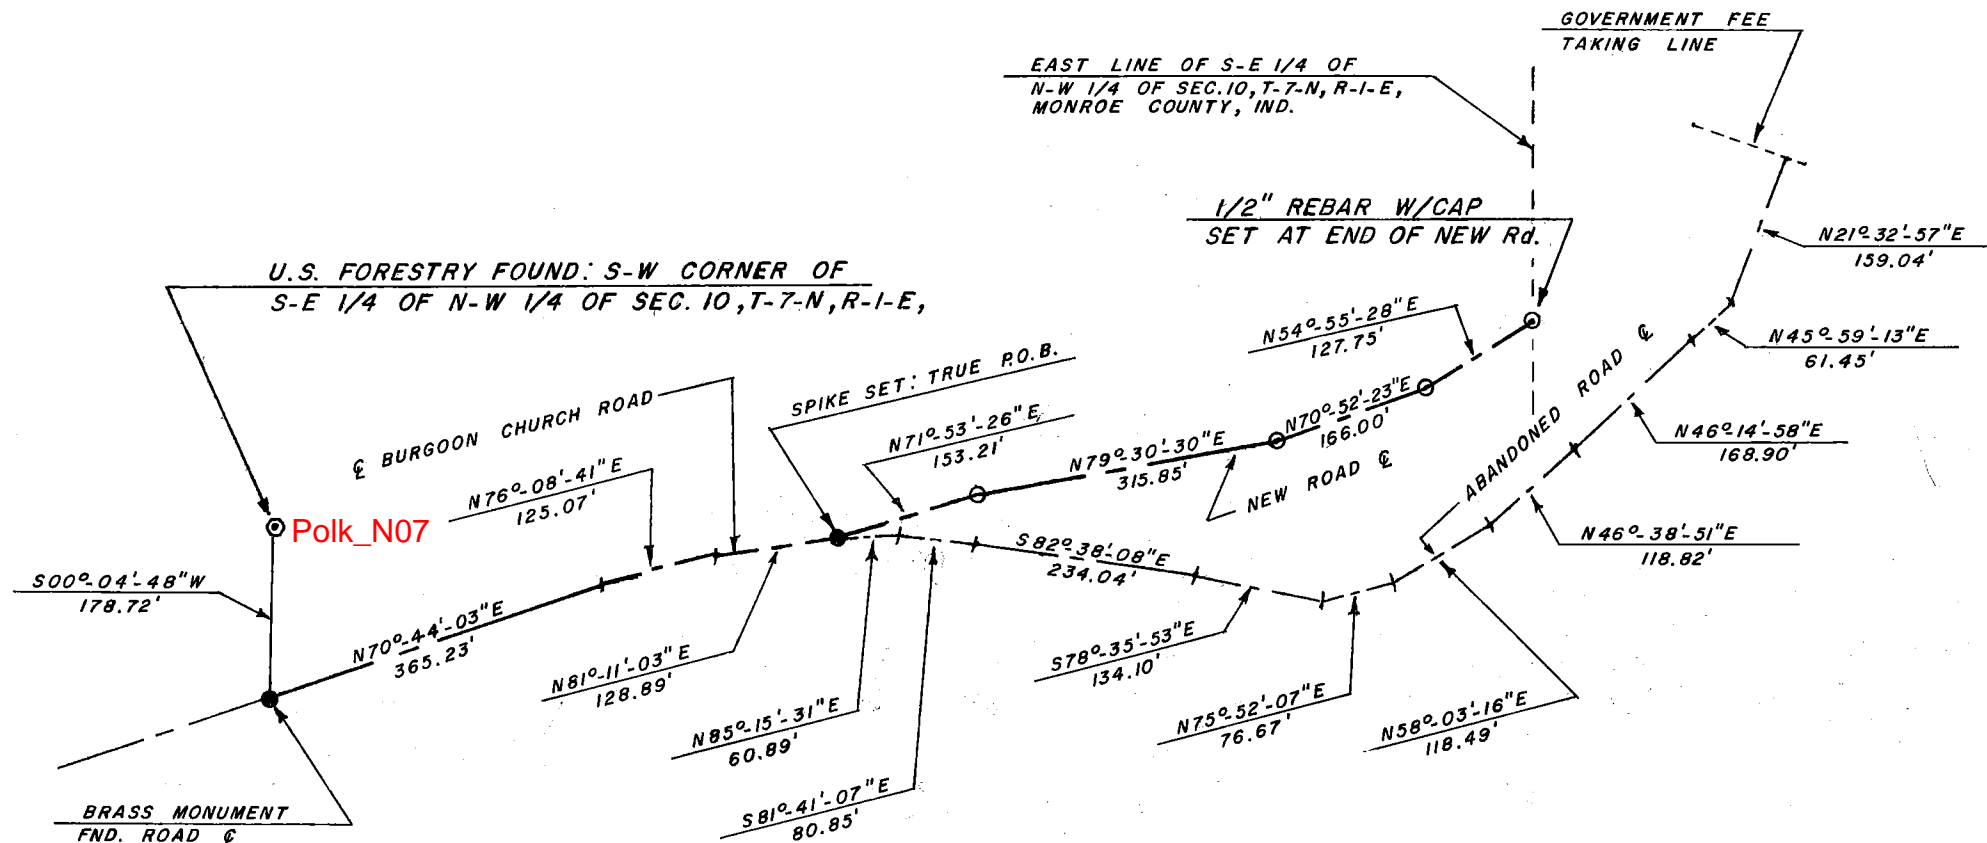 GOVERNMENT FEE
TAKING LINE
EAST LINE OF S-E 1/4 OF
N-W 1/4 OF SEC.10, T-7-N, R-1-E,
MONROE COUNTY, IND.
1/2" REBAR W/CAP
SET AT END OF NEW Rd.
N21°-32'-57"E
159.04'
U.S. FORESTRY FOUND: S-W CORNER OF
S-E 1/4 OF N-W 1/4 OF SEC. 10, T-7-N, R-1-E,
N54°-55'-28"E
127.75'
N45°-59'-13"E
61.45'
SPIKE SET: TRUE P.O.B.
℄ BURGOON CHURCH ROAD
N71°-53'-26"E
153.21'
N70°-52'-23"E
166.00'
ABANDONED ROAD ℄
N46°-14'-58"E
168.90'
N76°-08'-41"E
125.07'
N79°-30'-30"E
315.85'
NEW ROAD ℄
Polk_N07
N46°-38'-51"E
118.82'
S82°-38'-08"E
234.04'
S00°-04'-48"W
178.72'
N70°-44'-03"E
365.23'
N81°-11'-03"E
128.89'
S78°-35'-53"E
134.10'
N85°-15'-31"E
60.89'
N75°-52'-07"E
76.67'
N58°-03'-16"E
118.49'
S81°-41'-07"E
80.85'
BRASS MONUMENT
FND. ROAD ℄